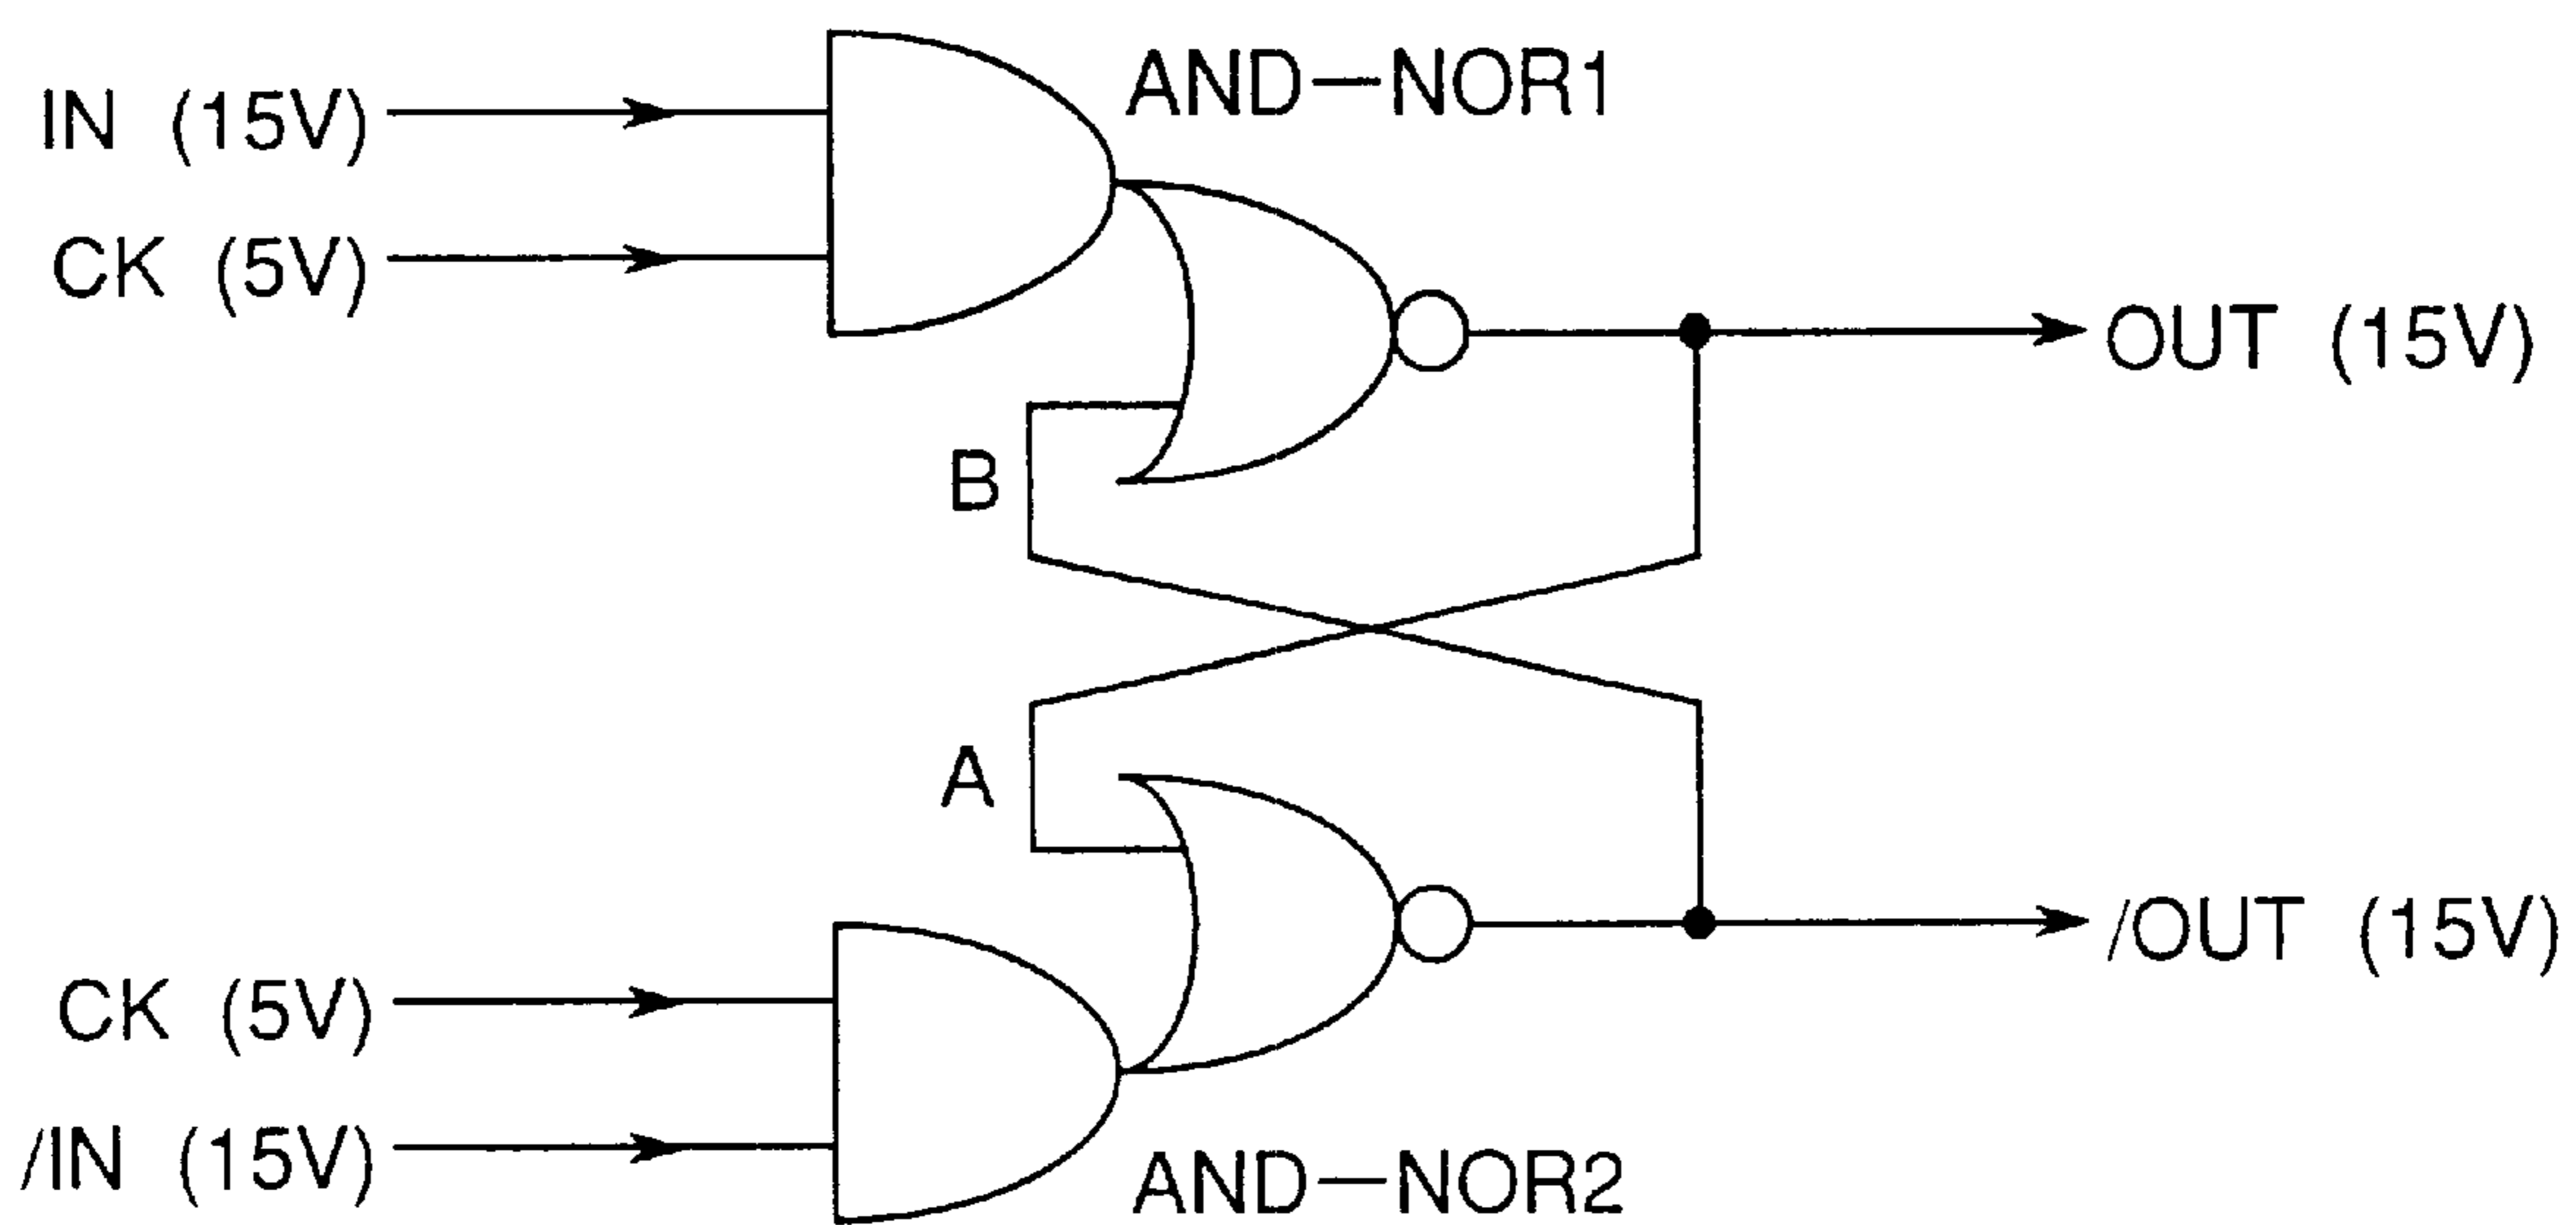 AND—NOR1
IN (15V)
CK (5V)
OUT (15V)
B
A
/OUT (15V)
CK (5V)
/IN (15V)
AND—NOR2